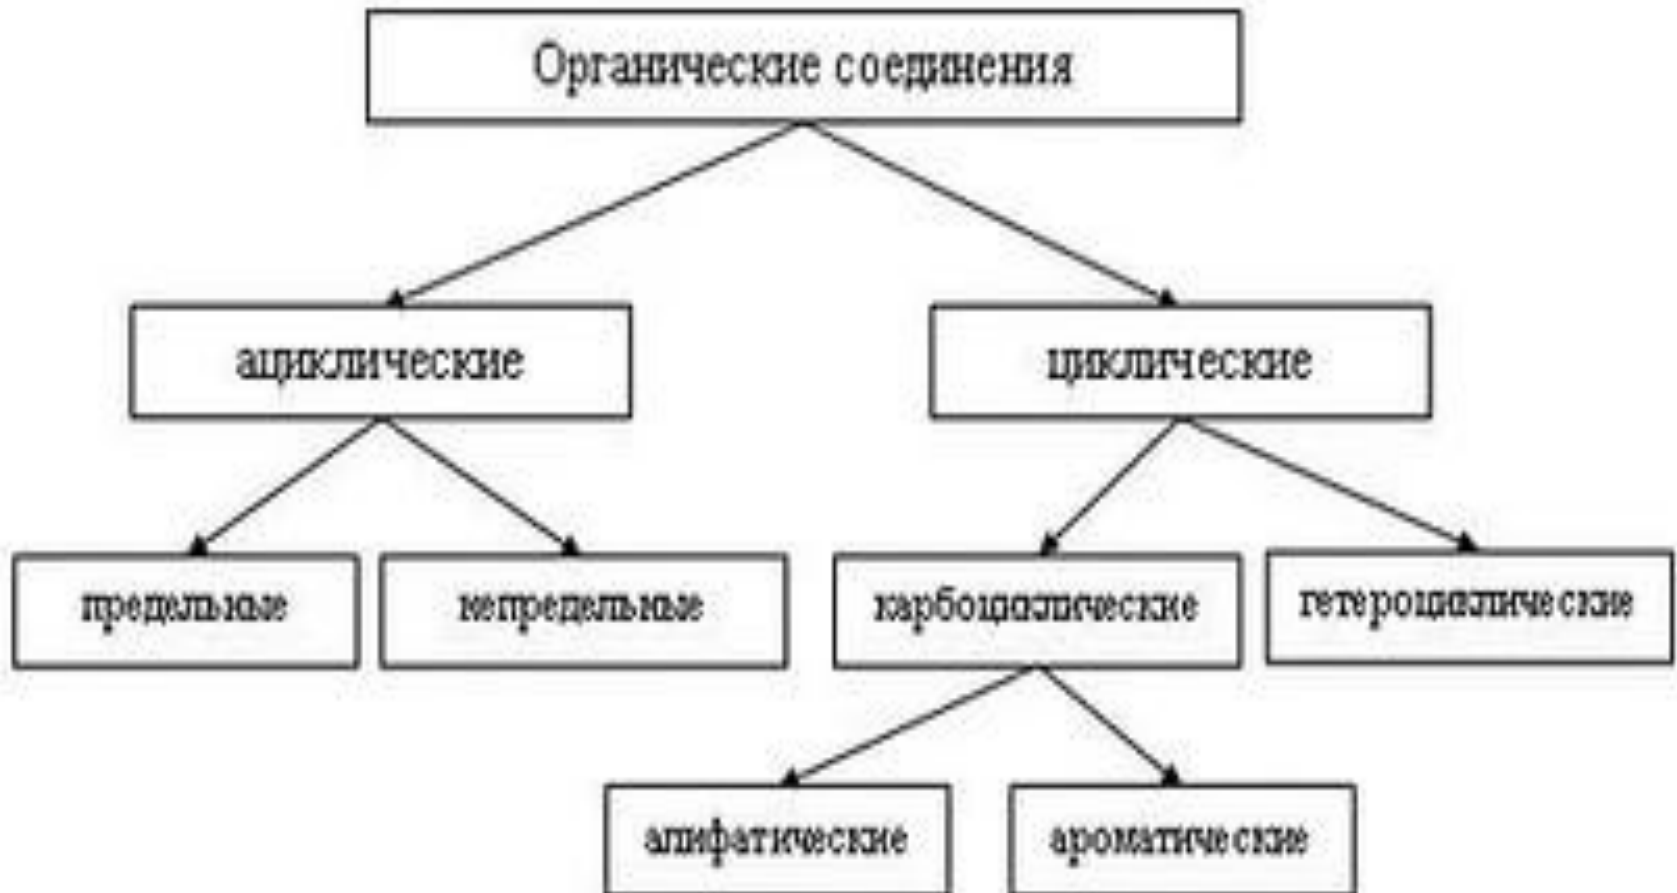 Органические соединения
ациклические
циклические
предельные
непредельные
карбоциклические
гетероциклические
алифатические
ароматические